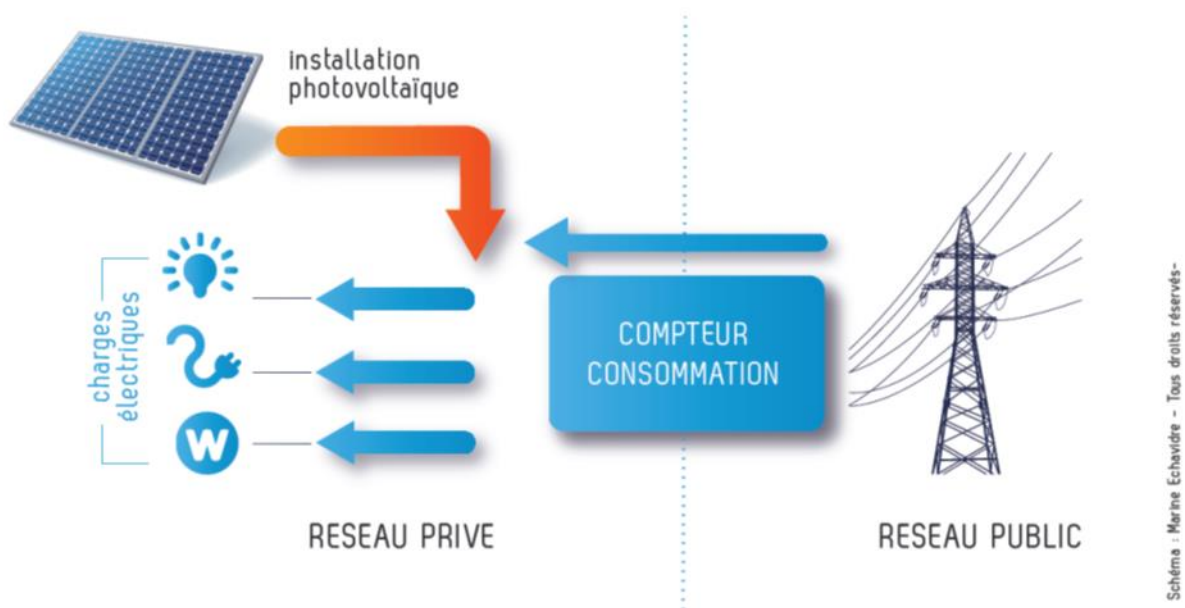 installation
photovoltaïque
charges
électriques
W
COMPTEUR
CONSOMMATION
RESEAU PRIVE
RESEAU PUBLIC
Schéma : Marine Echavidre - Tous droits réservés-